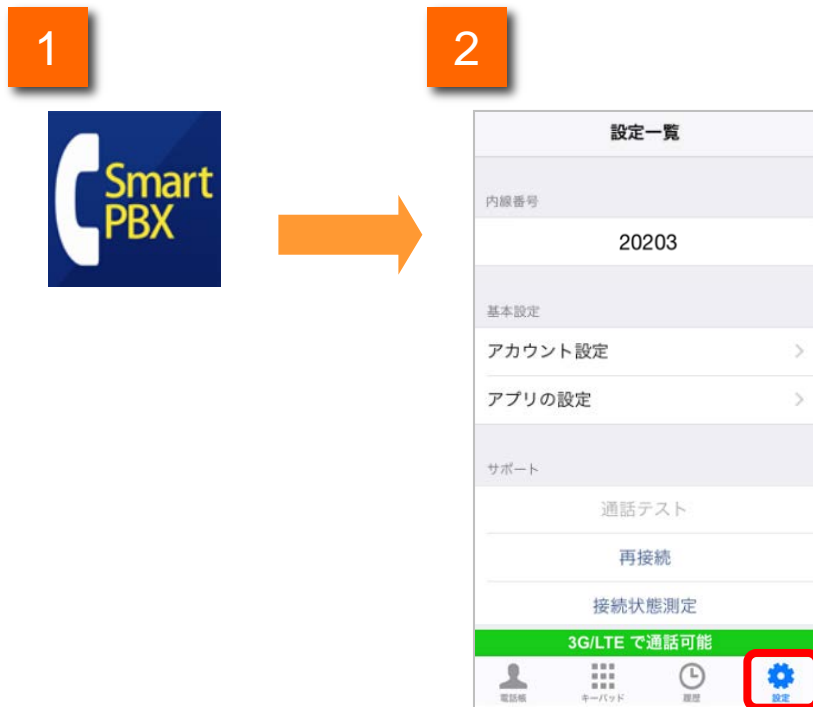 1
2
Smart
PBX
設定一覧
内線番号
20203
基本設定
アカウント設定
アプリの設定
サポート
通話テスト
再接続
接続状態測定
3G/LTE で通話可能
電話帳 キーパッド 履歴 設定